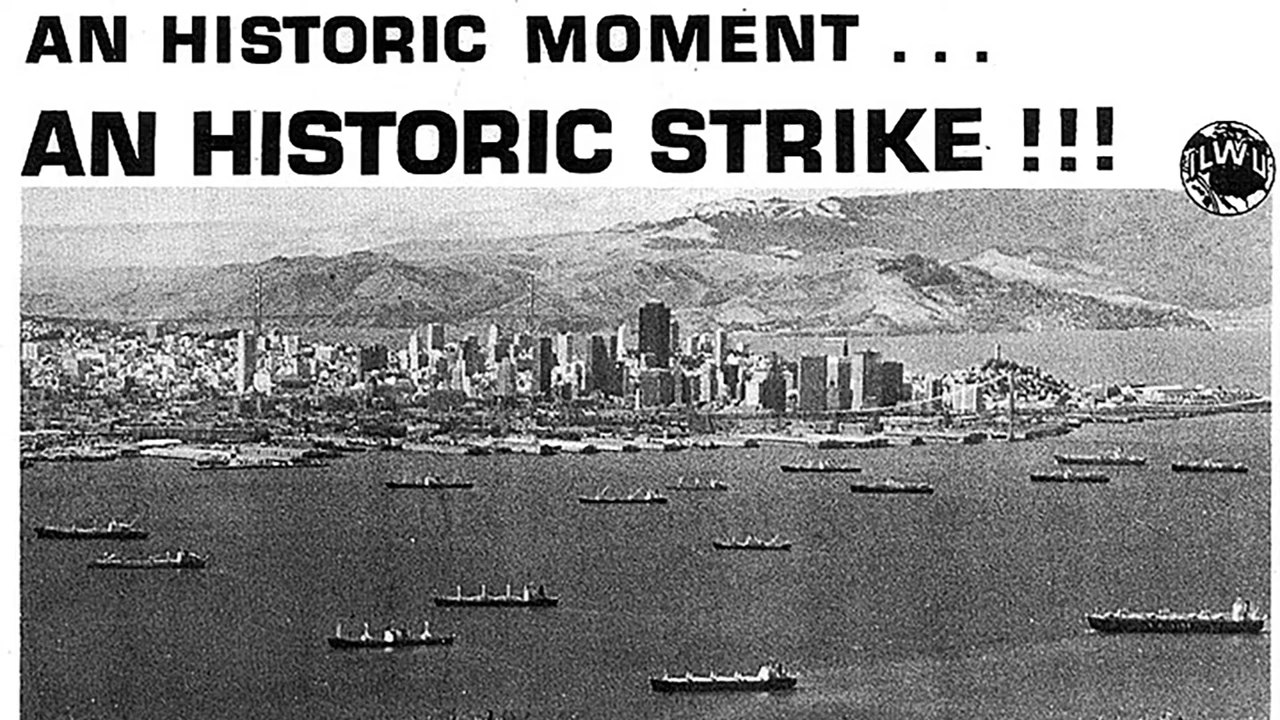 AN HISTORIC MOMENT . . .
AN HISTORIC STRIKE !!!
ILWU